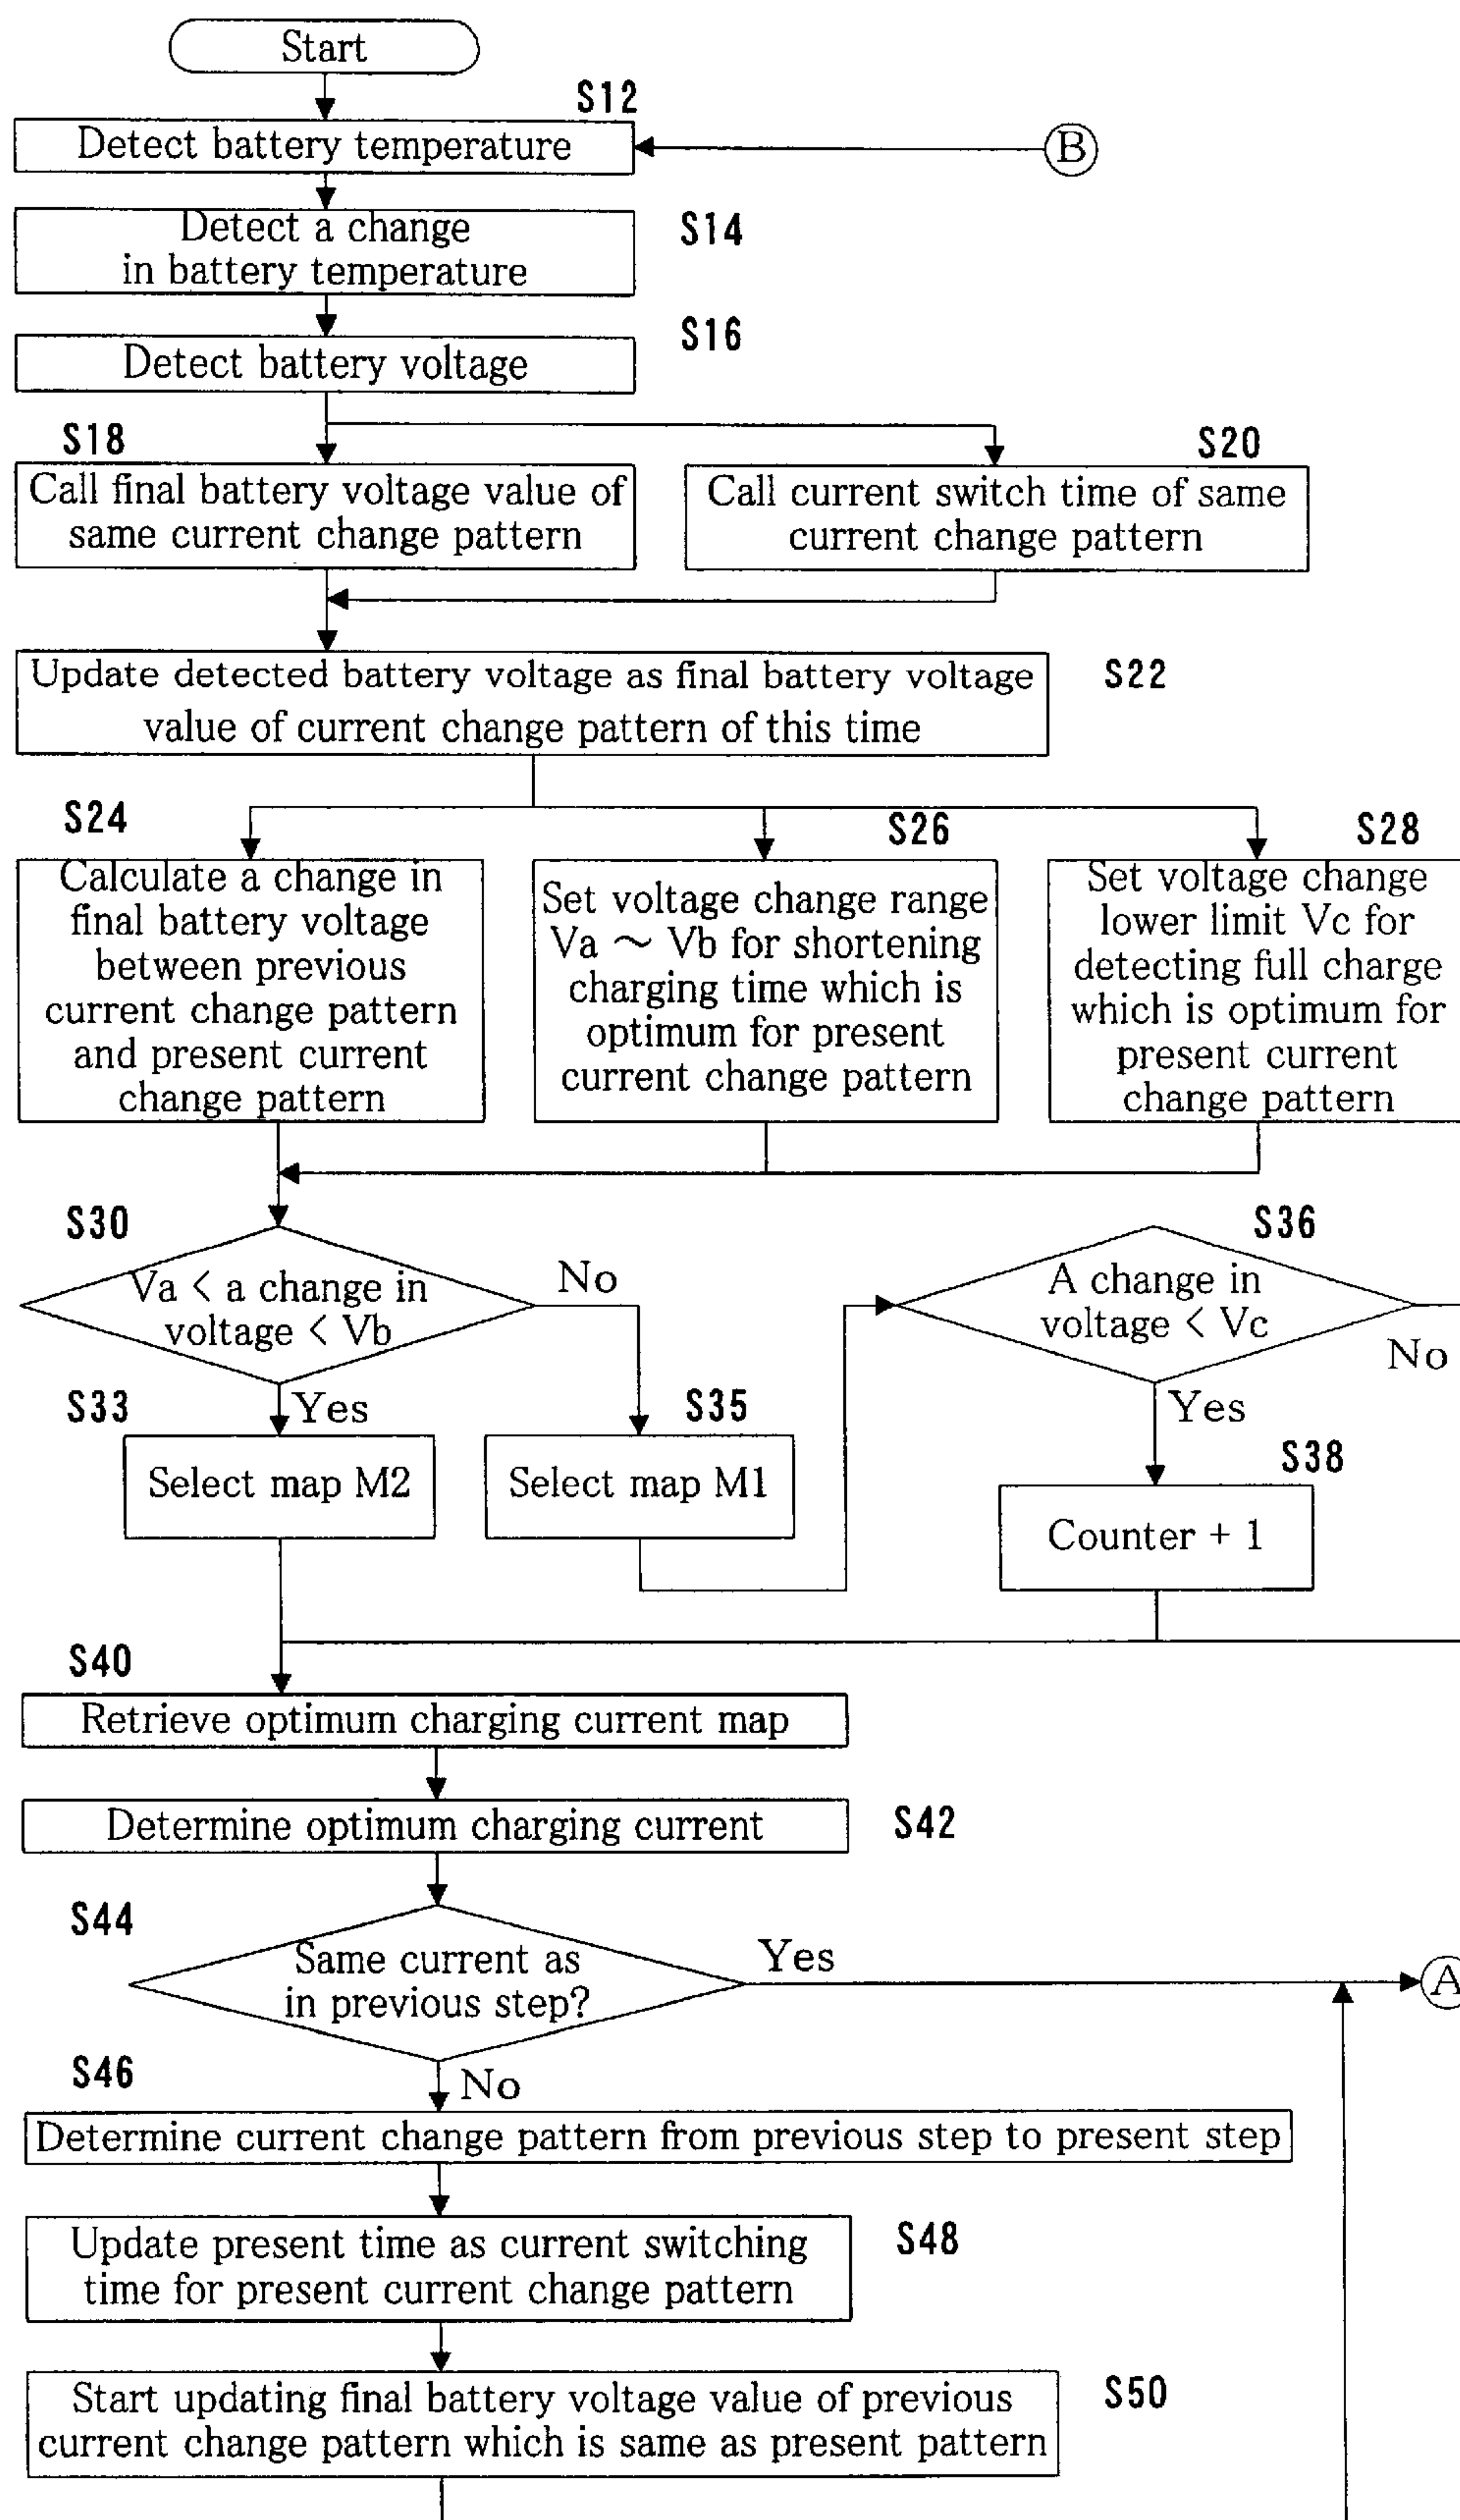 Start
S12
Detect battery temperature
B
Detect a change
in battery temperature
S14
S16
Detect battery voltage
S18
S20
Call final battery voltage value of
same current change pattern
Call current switch time of same
current change pattern
Update detected battery voltage as final battery voltage
value of current change pattern of this time
S22
S24
S26
S28
Calculate a change in
final battery voltage
between previous
current change pattern
and present current
change pattern
Set voltage change range
Va ～ Vb for shortening
charging time which is
optimum for present
current change pattern
Set voltage change
lower limit Vc for
detecting full charge
which is optimum for
present current
change pattern
S30
Va < a change in
voltage < Vb
No
S36
A change in
voltage < Vc
No
S33
Yes
S35
Yes
S38
Select map M2
Select map M1
Counter + 1
S40
Retrieve optimum charging current map
Determine optimum charging current
S42
S44
Same current as
in previous step?
Yes
A
S46
No
Determine current change pattern from previous step to present step
Update present time as current switching
time for present current change pattern
S48
Start updating final battery voltage value of previous
current change pattern which is same as present pattern
S50